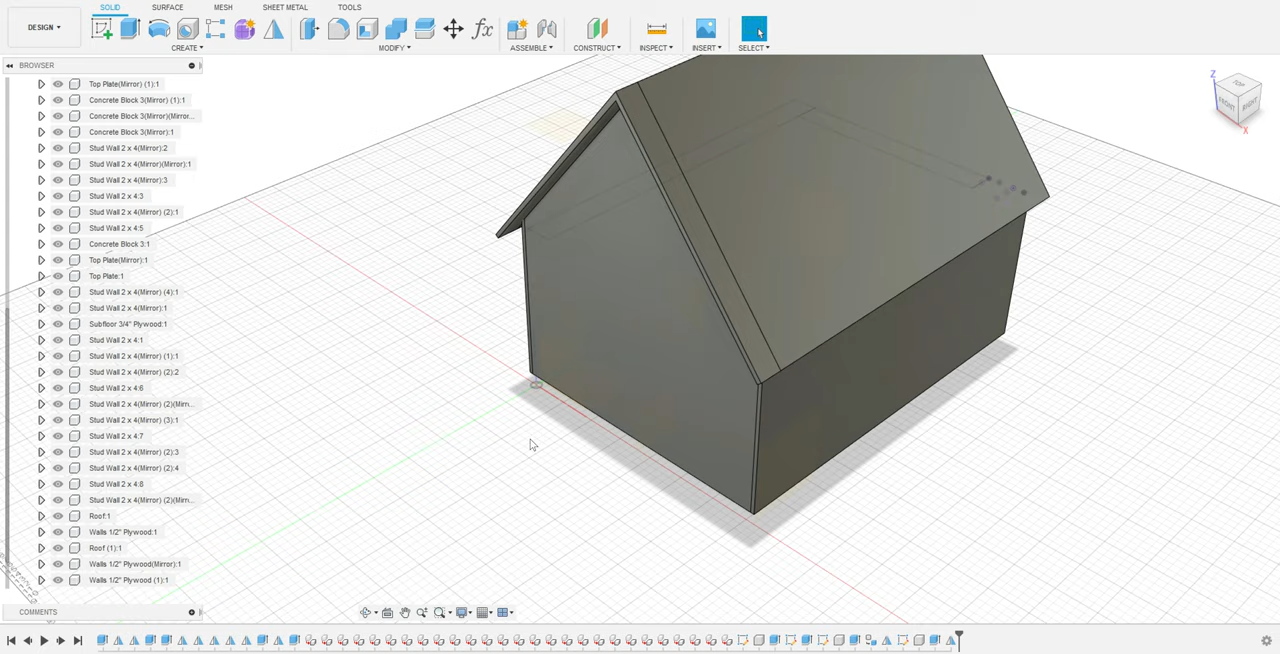 SOLID SURFACE MESH SHEET METAL TOOLS
DESIGN ▾
CREATE ▾ MODIFY ▾ ASSEMBLE ▾ CONSTRUCT ▾ INSPECT ▾ INSERT ▾ SELECT ▾
BROWSER
Top Plate(Mirror) (1):1
Concrete Block 3(Mirror) (1):1
Concrete Block 3(Mirror)(Mirror...
Concrete Block 3(Mirror):1
Stud Wall 2 x 4(Mirror):2
Stud Wall 2 x 4(Mirror)(Mirror):1
Stud Wall 2 x 4(Mirror):3
Stud Wall 2 x 4:3
Stud Wall 2 x 4(Mirror) (2):1
Stud Wall 2 x 4:5
Concrete Block 3:1
Top Plate(Mirror):1
Top Plate:1
Stud Wall 2 x 4(Mirror) (4):1
Stud Wall 2 x 4(Mirror):1
Subfloor 3/4" Plywood:1
Stud Wall 2 x 4:1
Stud Wall 2 x 4(Mirror) (1):1
Stud Wall 2 x 4(Mirror) (2):2
Stud Wall 2 x 4:6
Stud Wall 2 x 4(Mirror) (2)(Mirr...
Stud Wall 2 x 4(Mirror) (3):1
Stud Wall 2 x 4:7
Stud Wall 2 x 4(Mirror) (2):3
Stud Wall 2 x 4(Mirror) (2):4
Stud Wall 2 x 4:8
Stud Wall 2 x 4(Mirror) (2)(Mirr...
Roof:1
Walls 1/2" Plywood:1
Roof (1):1
Walls 1/2" Plywood(Mirror):1
Walls 1/2" Plywood (1):1
COMMENTS
Z
TOP
FRONT RIGHT
X